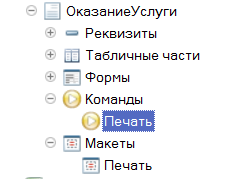 ОказаниеУслуги
Реквизиты
Табличные части
Формы
Команды
Печать
Макеты
Печать